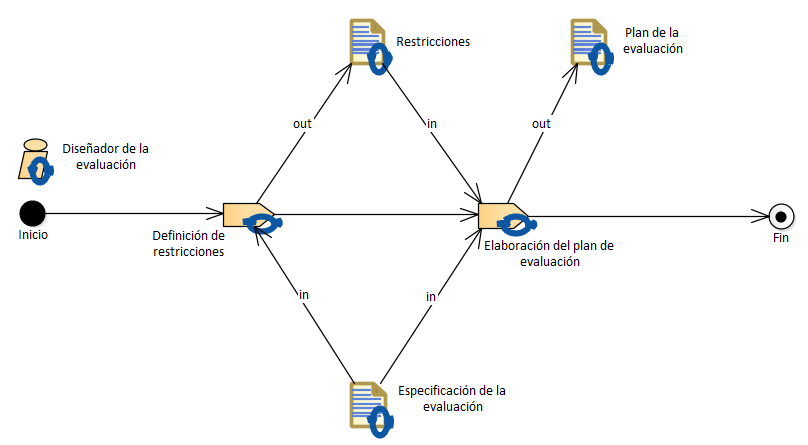 Restricciones
Plan de la
evaluación
out
in
out
Diseñador de la
evaluación
Inicio
Definición de
restricciones
Elaboración del plan de
evaluación
Fin
in
in
Especificación de la
evaluación